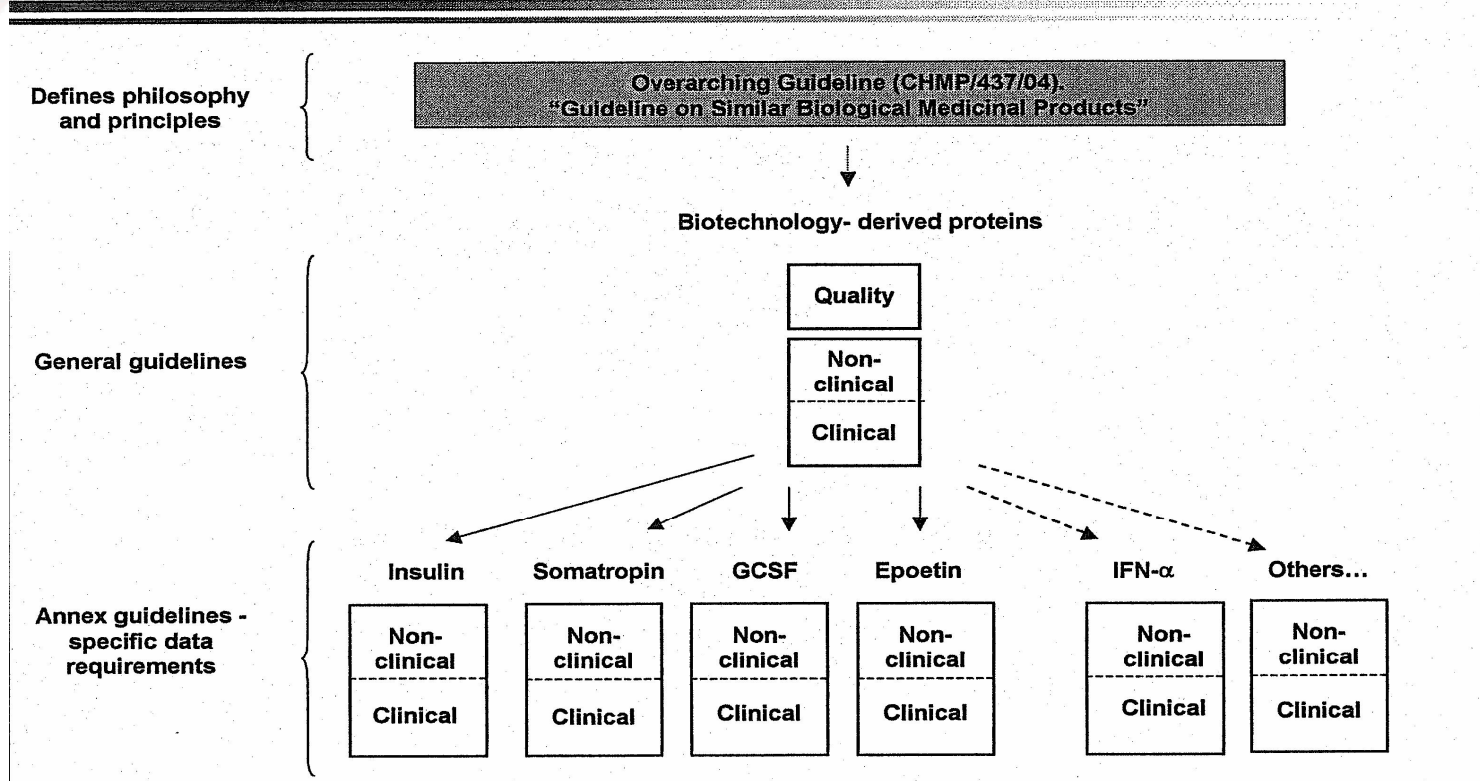 Defines philosophy
and principles
Overarching Guideline (CHMP/437/04).
“Guideline on Similar Biological Medicinal Products”
Biotechnology- derived proteins
General guidelines
Quality
Non-
clinical
Clinical
Annex guidelines -
specific data
requirements
Insulin
Non-
clinical
Clinical
Somatropin
Non-
clinical
Clinical
GCSF
Non-
clinical
Clinical
Epoetin
Non-
clinical
Clinical
IFN-α
Non-
clinical
Clinical
Others...
Non-
clinical
Clinical